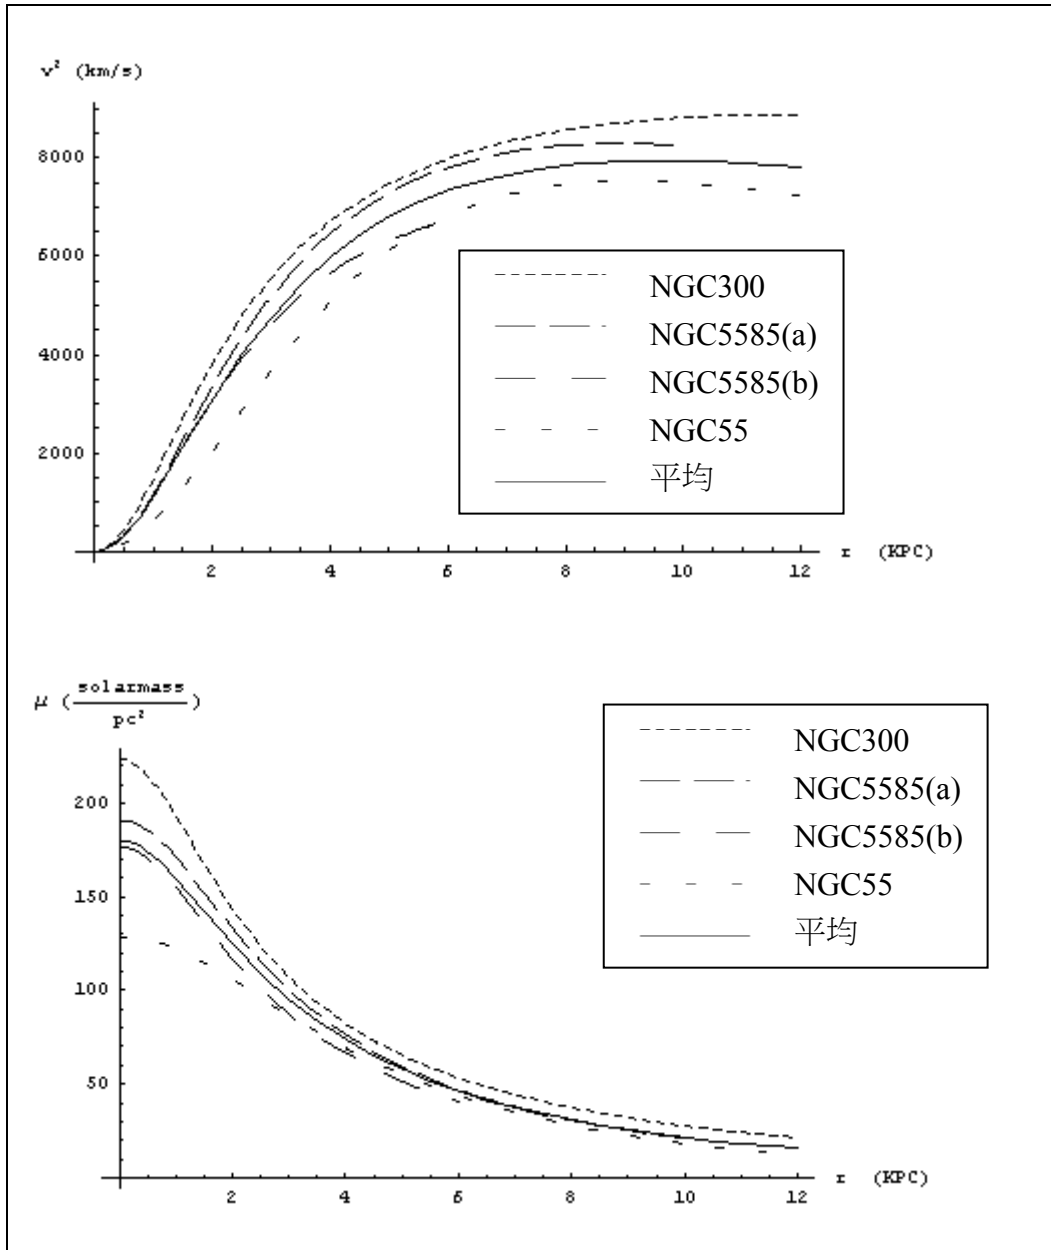 v² (km/s)
8000
6000
4000
2000
2 4 6 8 10 12
r (KPC)
NGC300
NGC5585(a)
NGC5585(b)
NGC55
平均
μ (solarmass/pc²)
200
150
100
50
2 4 6 8 10 12
r (KPC)
NGC300
NGC5585(a)
NGC5585(b)
NGC55
平均